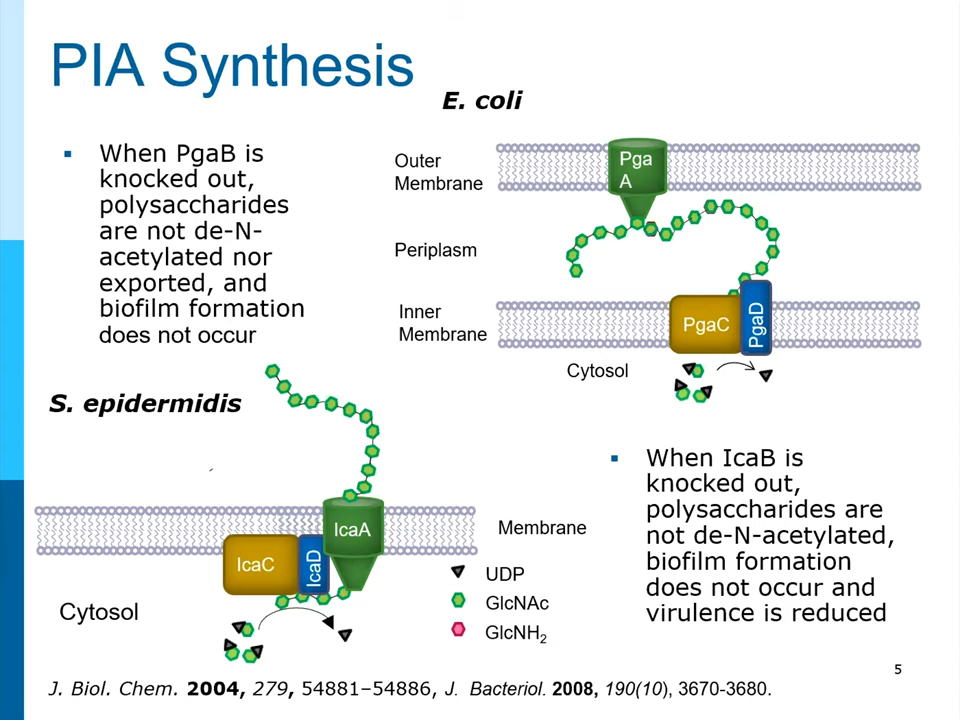 PIA Synthesis
E. coli
When PgaB is
knocked out,
polysaccharides
are not de-N-
acetylated nor
exported, and
biofilm formation
does not occur
Outer
Membrane
Pga
A
Periplasm
Inner
Membrane
PgaC
PgaD
Cytosol
S. epidermidis
IcaA
IcaC
IcaD
Cytosol
Membrane
UDP
GlcNAc
GlcNH₂
When IcaB is
knocked out,
polysaccharides are
not de-N-acetylated,
biofilm formation
does not occur and
virulence is reduced
5
J. Biol. Chem. 2004, 279, 54881–54886, J. Bacteriol. 2008, 190(10), 3670-3680.